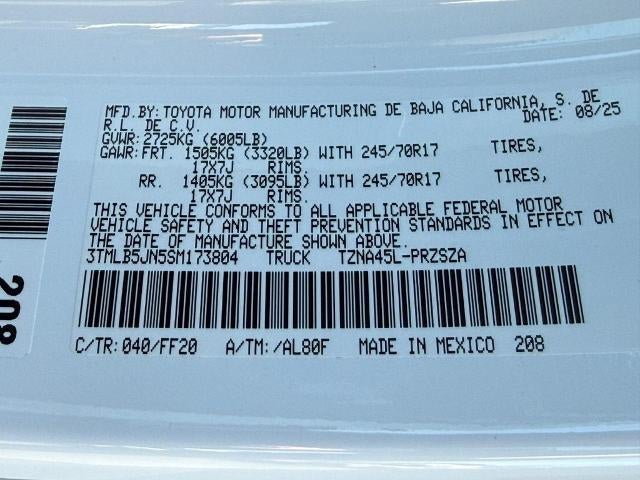 MFD.BY: TOYOTA MOTOR MANUFACTURING DE BAJA CALIFORNIA, S. DE
R.L. DE C.V. DATE: 08/25
GVWR: 2725KG (6005LB)
GAWR: FRT. 1505KG (3320LB) WITH 245/70R17 TIRES,
17X7J RIMS.
RR. 1405KG (3095LB) WITH 245/70R17 TIRES,
17X7J RIMS.
THIS VEHICLE CONFORMS TO ALL APPLICABLE FEDERAL MOTOR
VEHICLE SAFETY AND THEFT PREVENTION STANDARDS IN EFFECT ON
THE DATE OF MANUFACTURE SHOWN ABOVE.
3TMLB5JN5SM173804 TRUCK TZNA45L-PRZSZA
C/TR: 040/FF20 A/TM: /AL80F MADE IN MEXICO 208
208